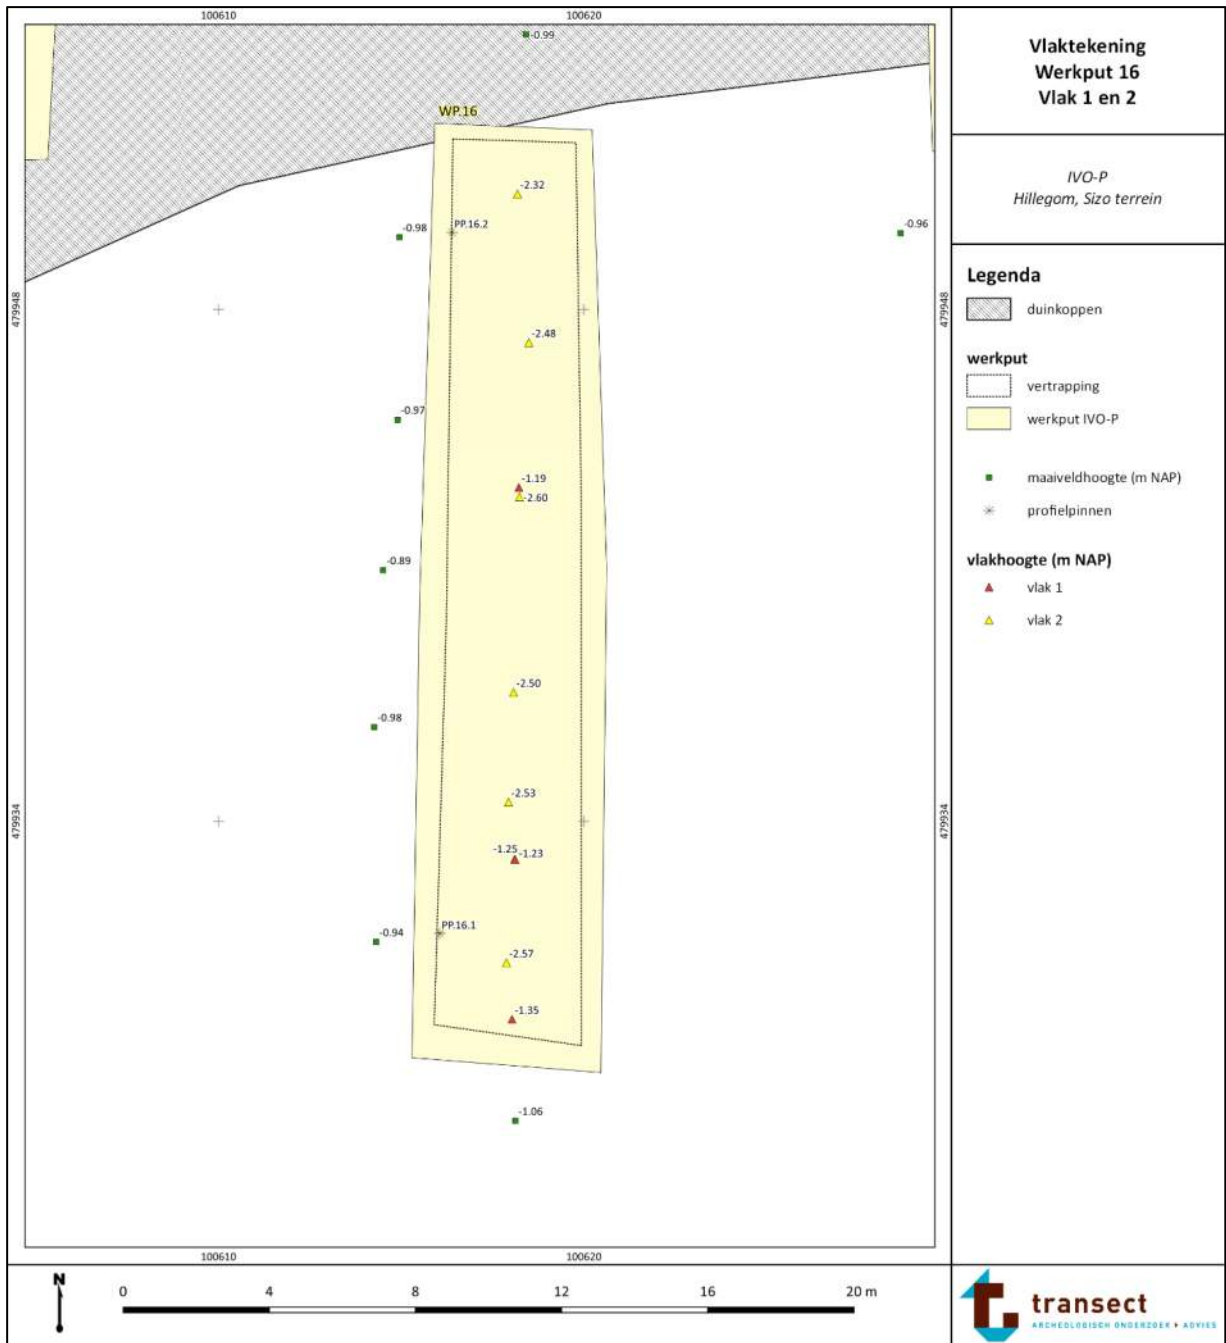 100610
100620
-0.99
WP.16
-2.32
-0.98
PP.16.2
-0.96
479948
479948
-2.48
-0.97
-1.19
-2.60
-0.89
-2.50
-0.98
-2.53
479934
479934
-1.25
-1.23
-0.94
PP.16.1
-2.57
-1.35
-1.06
100610
100620
N
0
4
8
12
16
20 m
Vlaktekening
Werkput 16
Vlak 1 en 2
IVO-P
Hillegom, Sizo terrein
Legenda
duinkoppen
werkput
vertrapping
werkput IVO-P
maaiveldhoogte (m NAP)
profielpinnen
vlakhoogte (m NAP)
vlak 1
vlak 2
transect
ARCHEOLOGISCH ONDERZOEK ▶ ADVIES